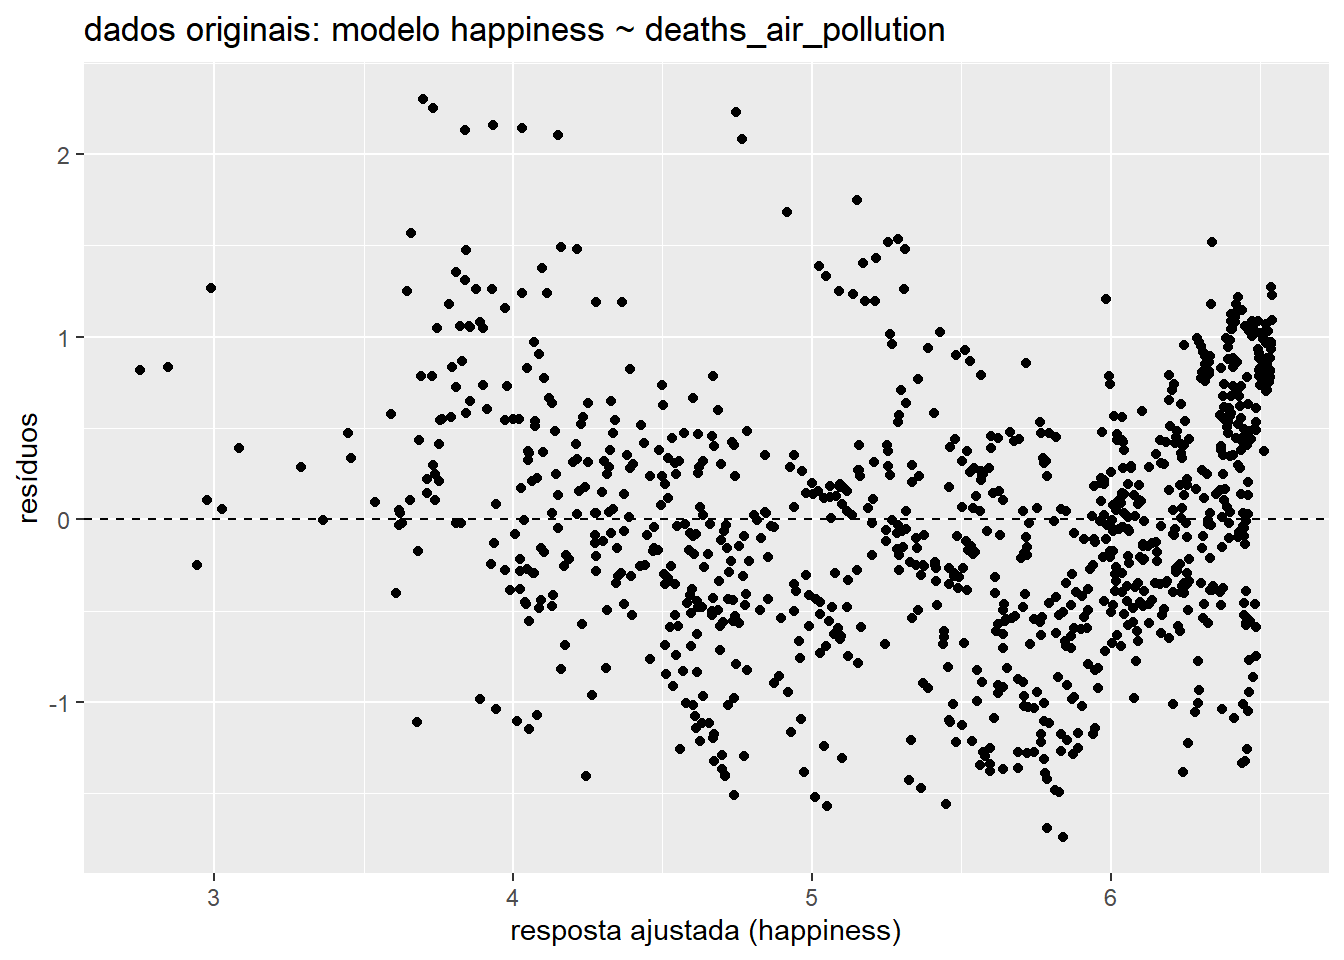 dados originais: modelo happiness ~ deaths_air_pollution
resíduos
2
1
0
-1
3
4
5
6
resposta ajustada (happiness)